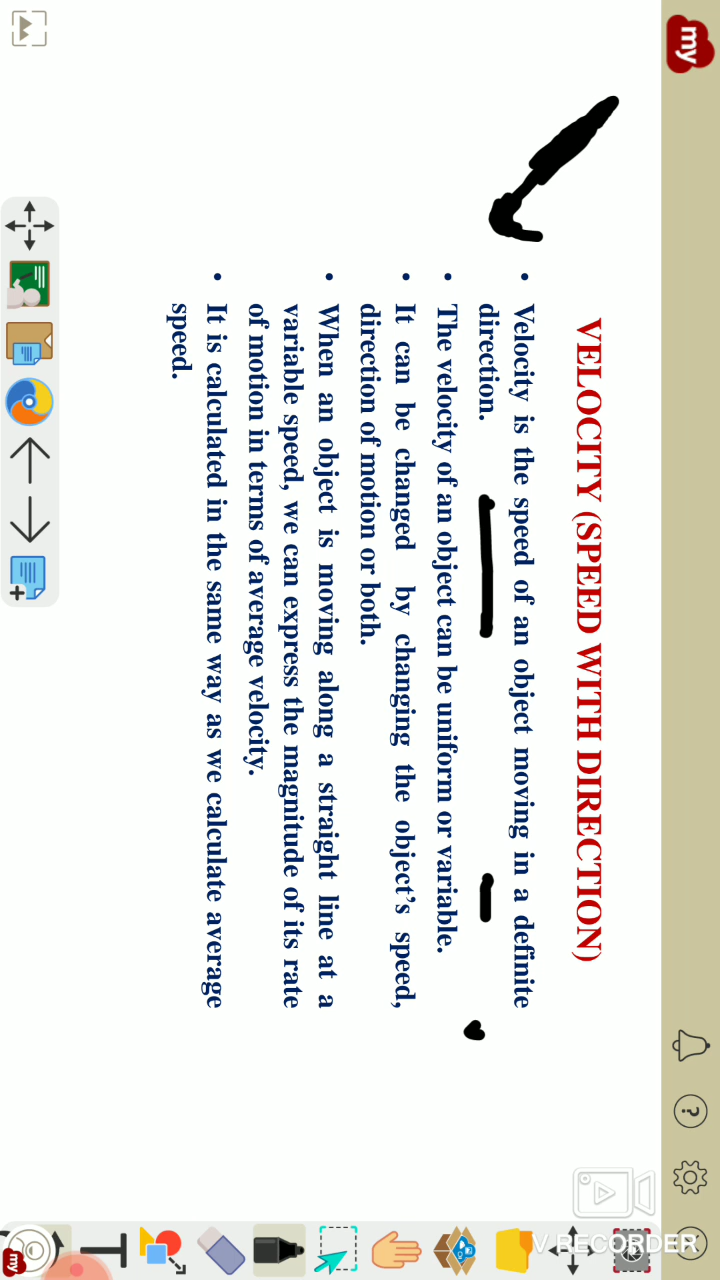 my
VELOCITY (SPEED WITH DIRECTION)
• Velocity is the speed of an object moving in a definite
direction.
• The velocity of an object can be uniform or variable.
• It can be changed by changing the object's speed,
direction of motion or both.
• When an object is moving along a straight line at a
variable speed, we can express the magnitude of its rate
of motion in terms of average velocity.
• It is calculated in the same way as we calculate average
speed.
V RECORDER
my